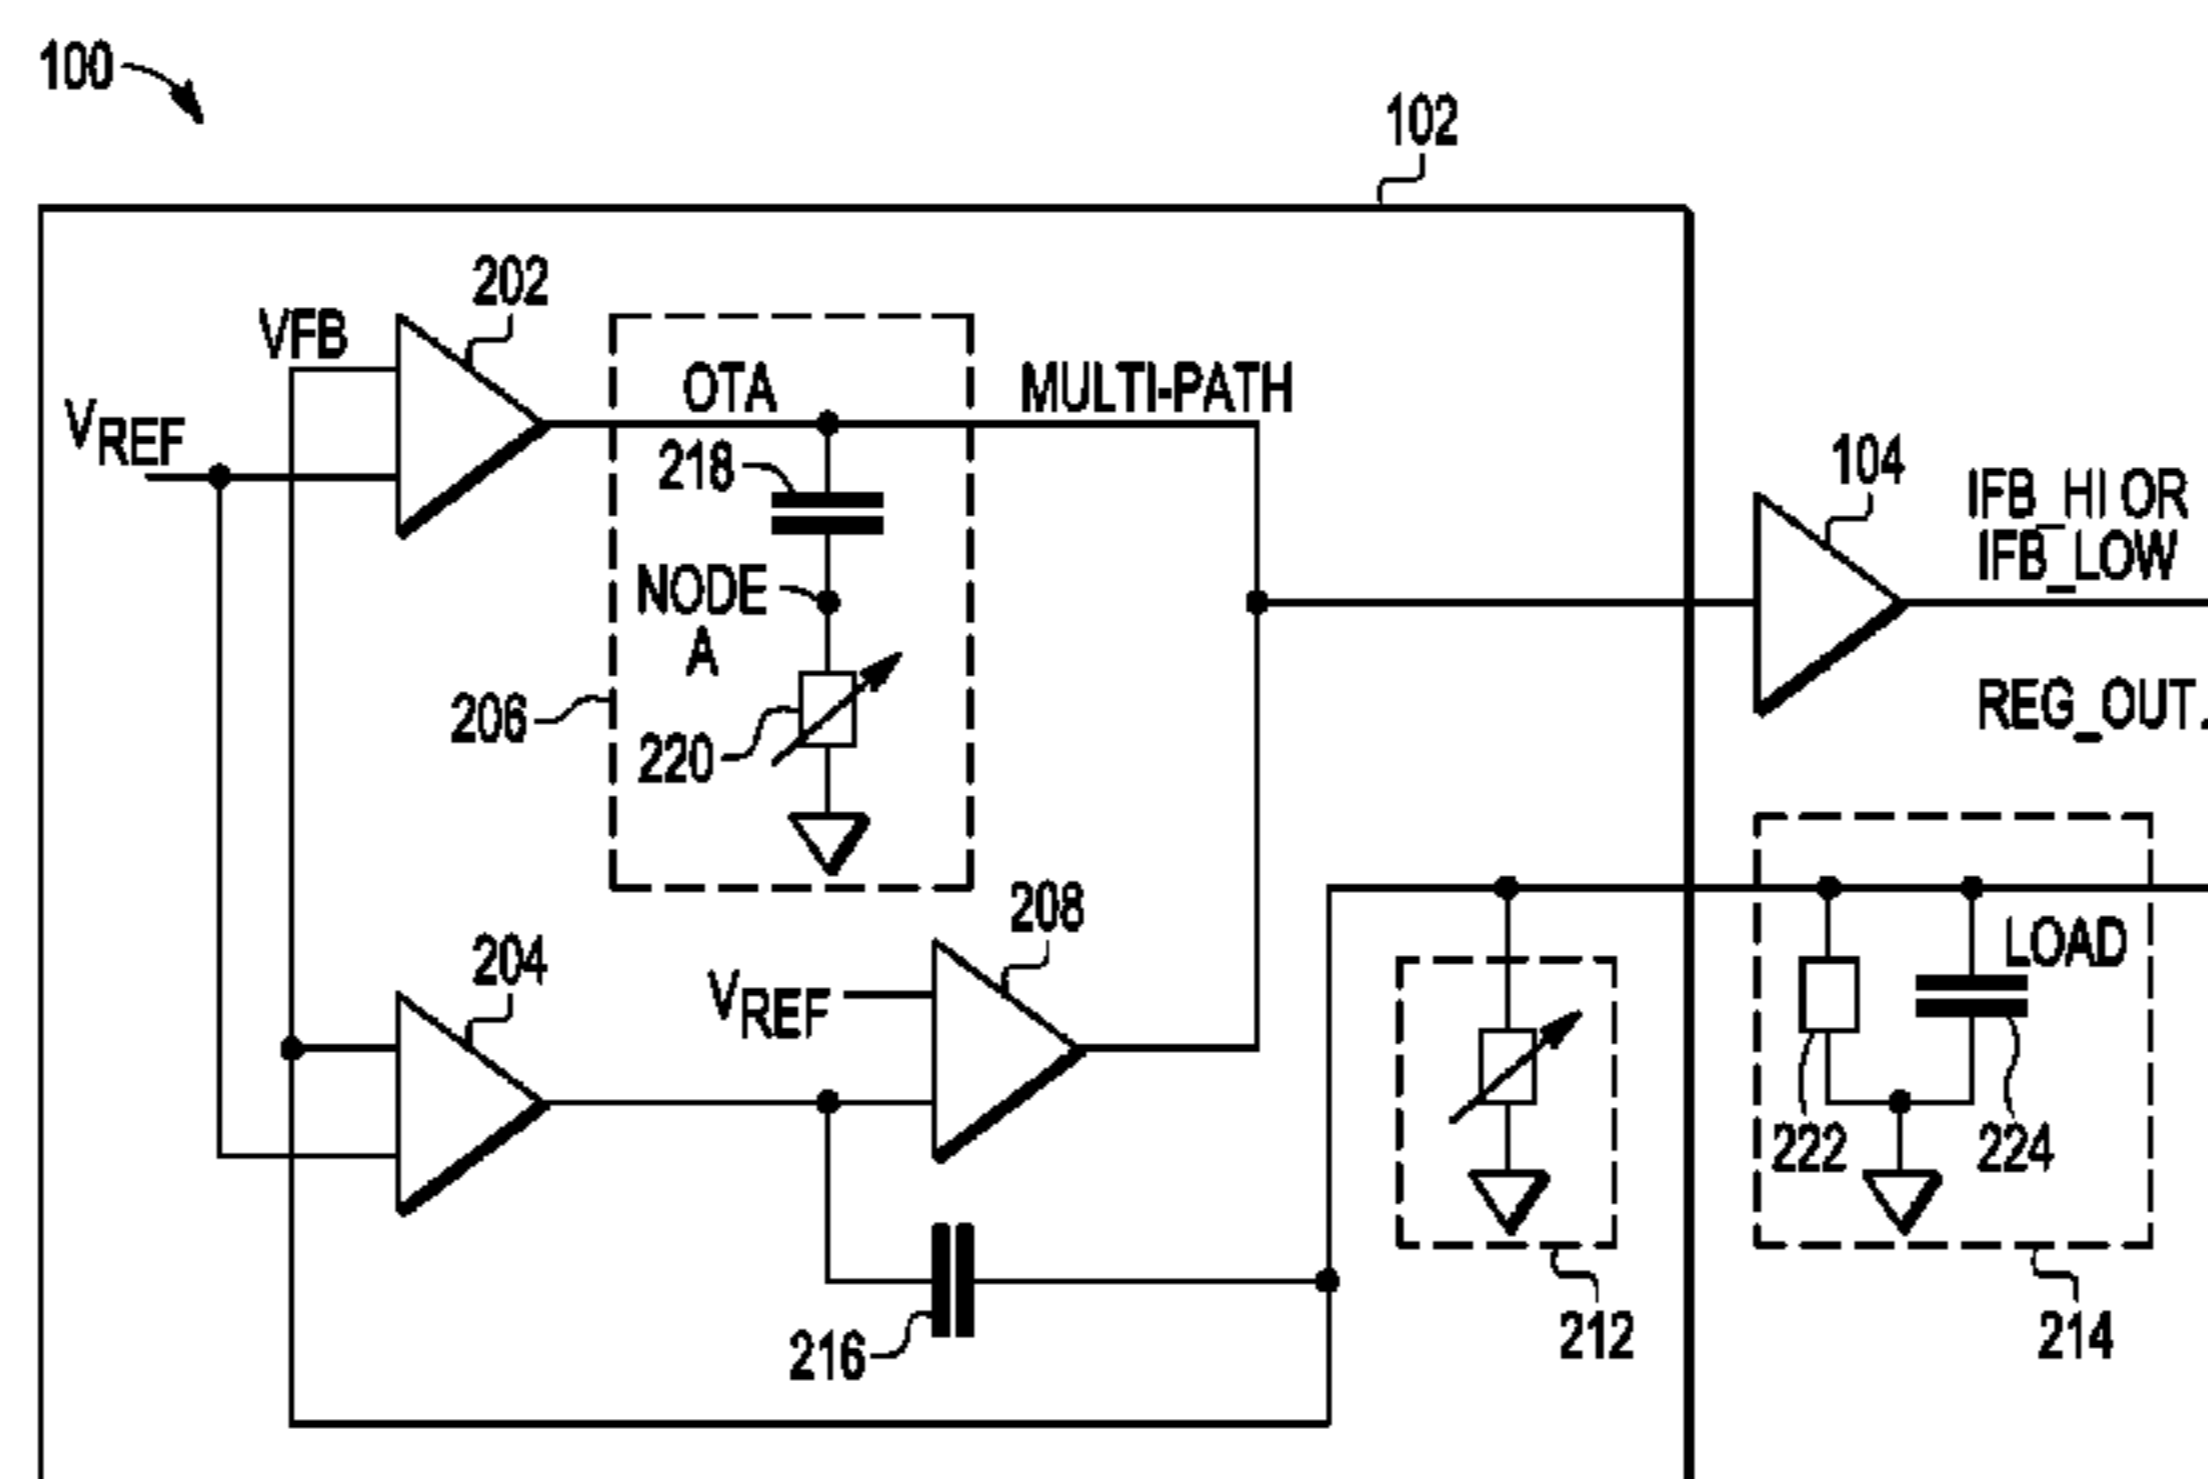 100
102
202
VFB
VREF
OTA
MULTI-PATH
218
104
IFB_HI OR
IFB_LOW
NODE
A
206
220
REG_OUT
208
204
VREF
LOAD
222
224
216
212
214